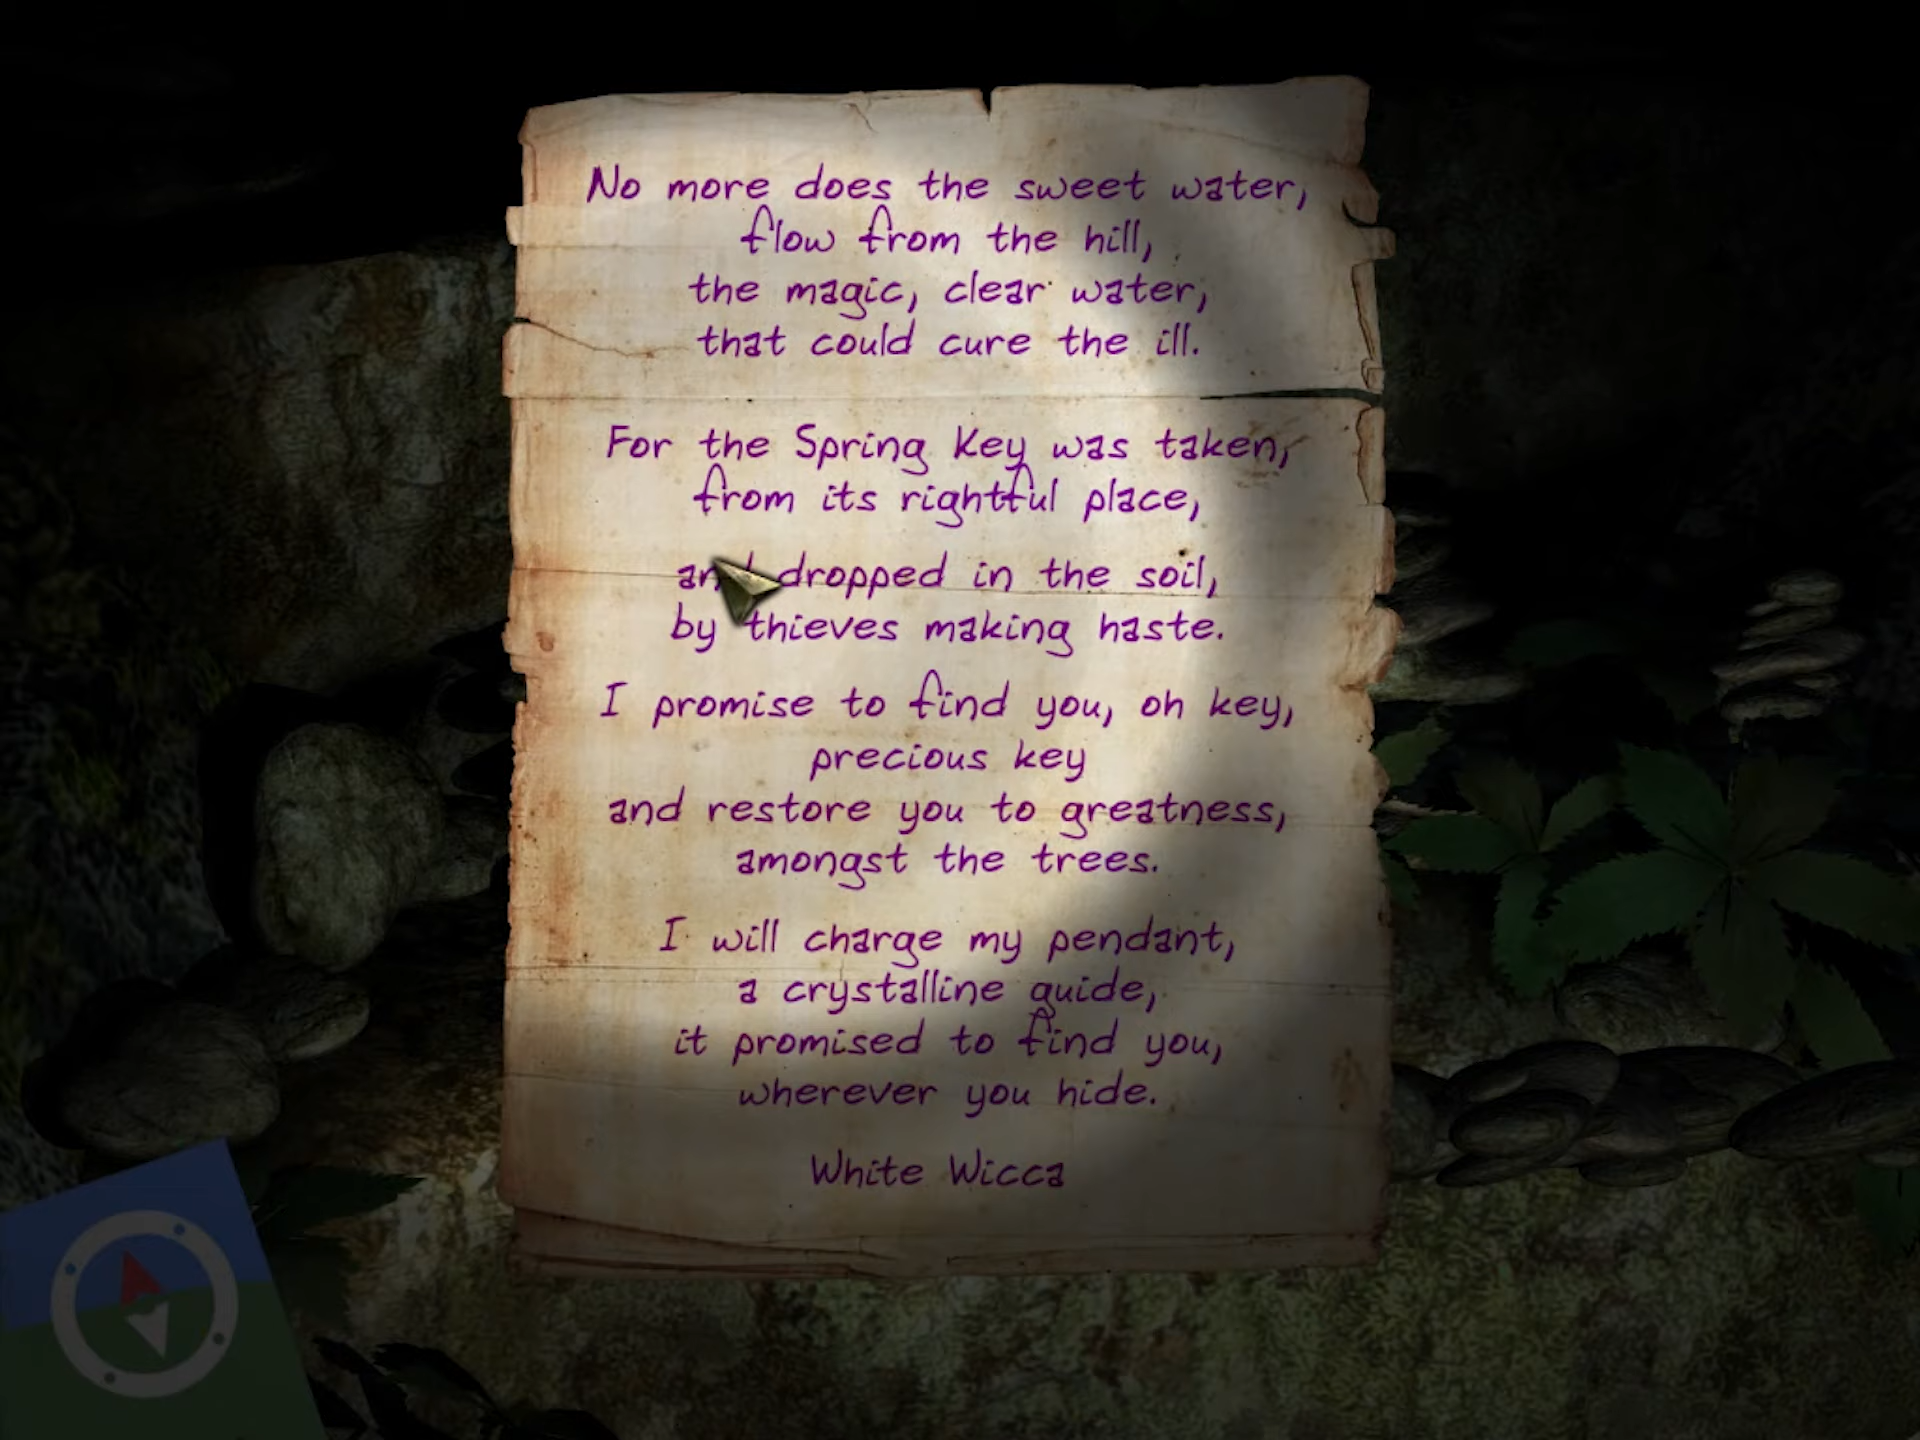 No more does the sweet water,
flow from the hill,
the magic, clear water,
that could cure the ill.
For the Spring Key was taken,
from its rightful place,
and dropped in the soil,
by thieves making haste.
I promise to find you, oh key,
precious key
and restore you to greatness,
amongst the trees.
I will charge my pendant,
a crystalline guide,
it promised to find you,
wherever you hide.
White Wicca